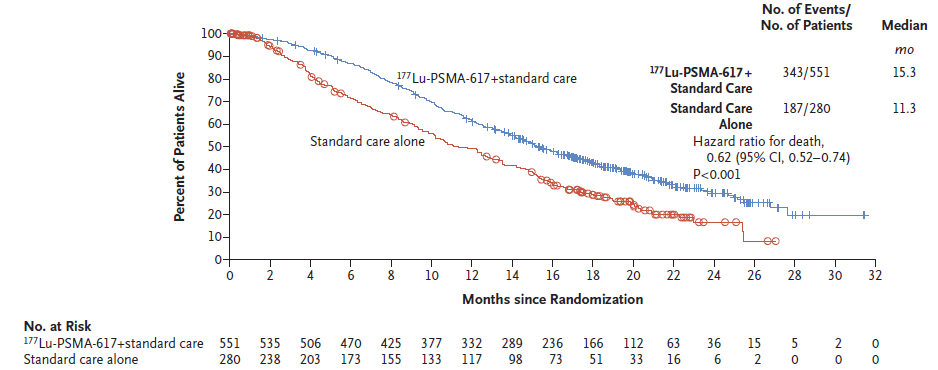 No. of Events/
No. of Patients
Median
mo
177Lu-PSMA-617+
Standard Care
343/551
15.3
Standard Care
Alone
187/280
11.3
Hazard ratio for death,
0.62 (95% CI, 0.52–0.74)
P<0.001
Percent of Patients Alive
100
90
80
70
60
50
40
30
20
10
0
177Lu-PSMA-617+standard care
Standard care alone
0 2 4 6 8 10 12 14 16 18 20 22 24 26 28 30 32
Months since Randomization
No. at Risk
177Lu-PSMA-617+standard care 551 535 506 470 425 377 332 289 236 166 112 63 36 15 5 2 0
Standard care alone 280 238 203 173 155 133 117 98 73 51 33 16 6 2 0 0 0